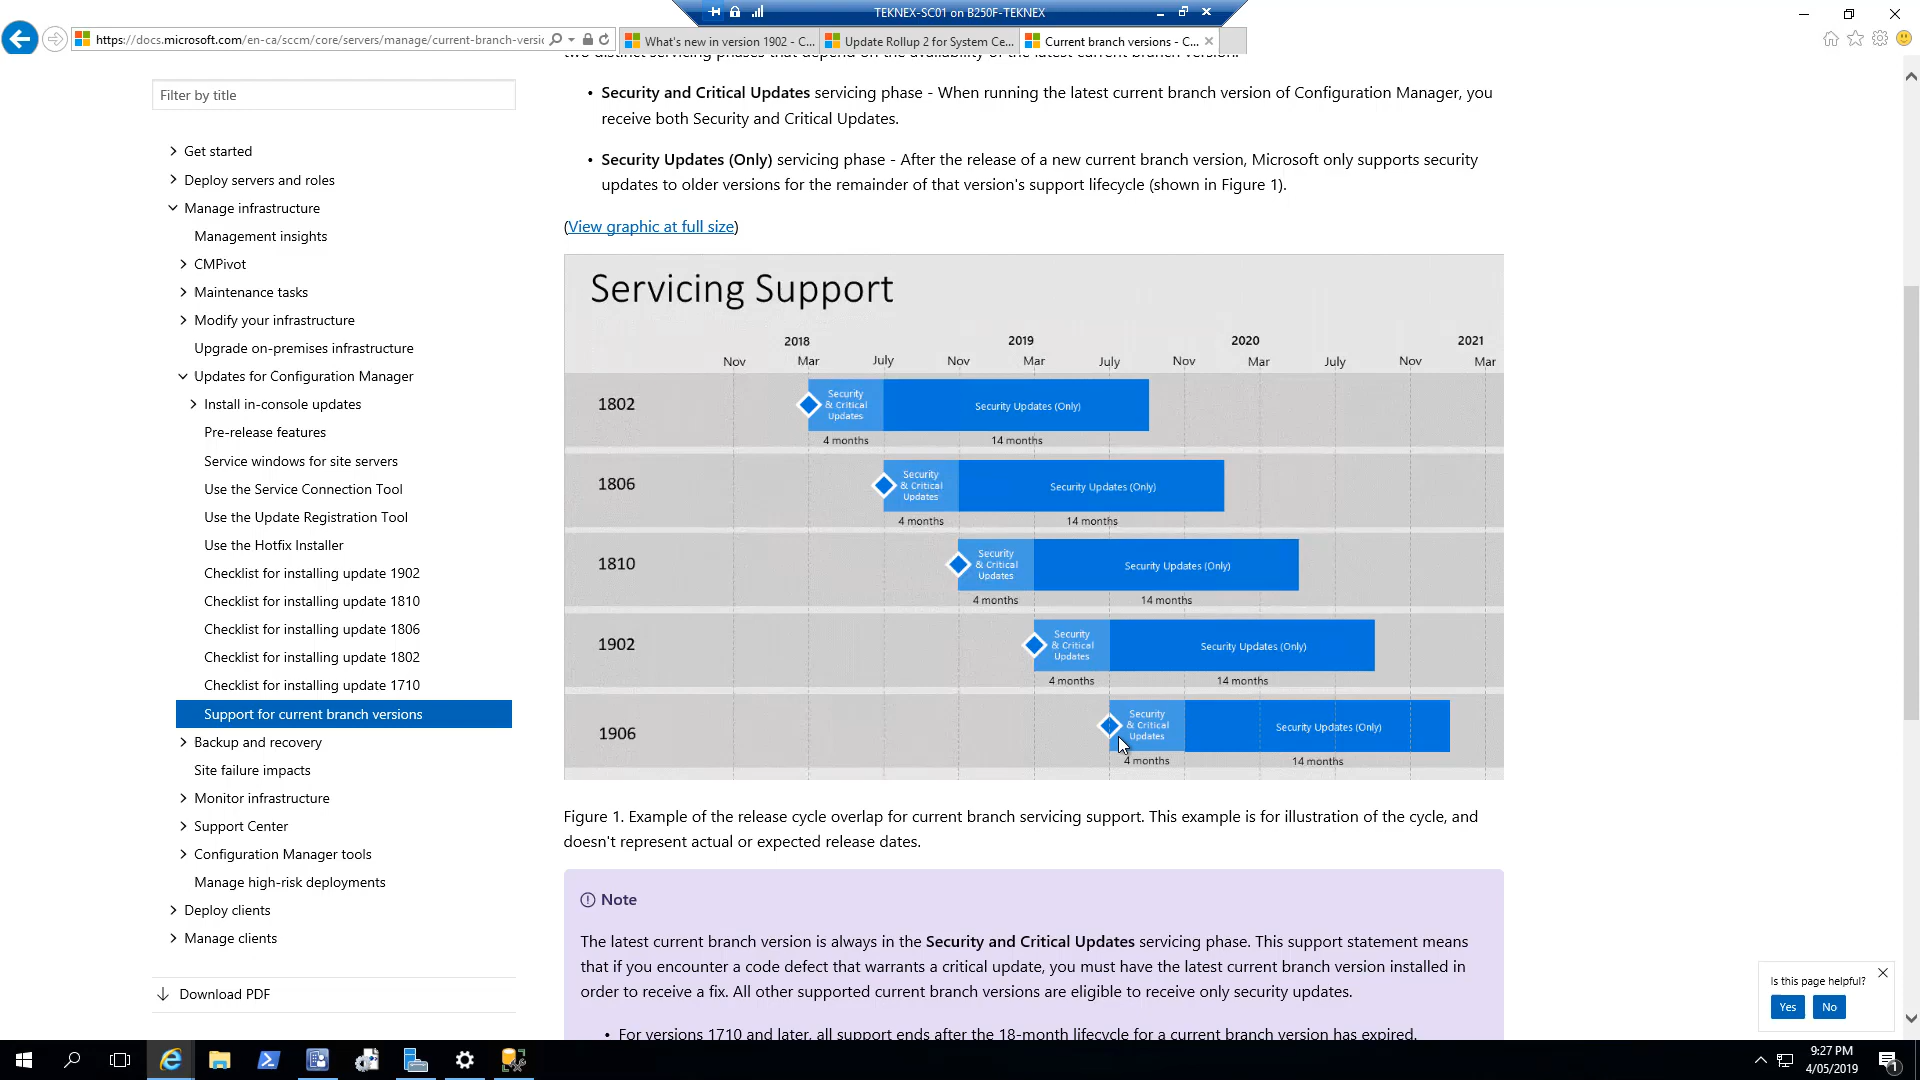 TEKNEX-SC01 on B250F-TEKNEX
https://docs.microsoft.com/en-ca/sccm/core/servers/manage/current-branch-versic
What's new in version 1902 - C...
Update Rollup 2 for System Ce...
Current branch versions - C...
two distinct servicing phases that depend on the availability of the latest current branch version.
Filter by title
Get started
Deploy servers and roles
Manage infrastructure
Management insights
CMPivot
Maintenance tasks
Modify your infrastructure
Upgrade on-premises infrastructure
Updates for Configuration Manager
Install in-console updates
Pre-release features
Service windows for site servers
Use the Service Connection Tool
Use the Update Registration Tool
Use the Hotfix Installer
Checklist for installing update 1902
Checklist for installing update 1810
Checklist for installing update 1806
Checklist for installing update 1802
Checklist for installing update 1710
Support for current branch versions
Backup and recovery
Site failure impacts
Monitor infrastructure
Support Center
Configuration Manager tools
Manage high-risk deployments
Deploy clients
Manage clients
Download PDF
• Security and Critical Updates servicing phase - When running the latest current branch version of Configuration Manager, you
receive both Security and Critical Updates.
• Security Updates (Only) servicing phase - After the release of a new current branch version, Microsoft only supports security
updates to older versions for the remainder of that version's support lifecycle (shown in Figure 1).
(View graphic at full size)
Servicing Support
2018 2019 2020 2021
Nov Mar July Nov Mar July Nov Mar July Nov Mar
1802
Security
& Critical
Updates
Security Updates (Only)
4 months 14 months
1806
Security
& Critical
Updates
Security Updates (Only)
4 months 14 months
1810
Security
& Critical
Updates
Security Updates (Only)
4 months 14 months
1902
Security
& Critical
Updates
Security Updates (Only)
4 months 14 months
1906
Security
& Critical
Updates
Security Updates (Only)
4 months 14 months
Figure 1. Example of the release cycle overlap for current branch servicing support. This example is for illustration of the cycle, and
doesn't represent actual or expected release dates.
Note
The latest current branch version is always in the Security and Critical Updates servicing phase. This support statement means
that if you encounter a code defect that warrants a critical update, you must have the latest current branch version installed in
order to receive a fix. All other supported current branch versions are eligible to receive only security updates.
• For versions 1710 and later, all support ends after the 18-month lifecycle for a current branch version has expired.
Is this page helpful?
Yes No
9:27 PM
4/05/2019
1